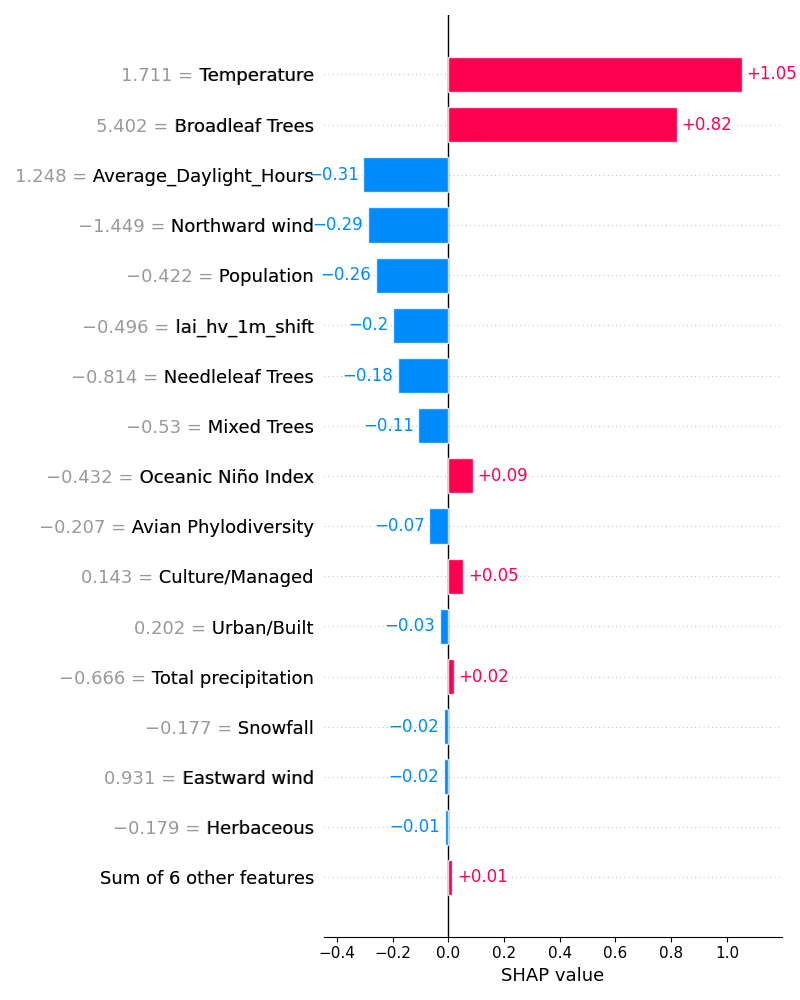 1.711 = Temperature +1.05
5.402 = Broadleaf Trees +0.82
1.248 = Average_Daylight_Hours −0.31
−1.449 = Northward wind −0.29
−0.422 = Population −0.26
−0.496 = lai_hv_1m_shift −0.2
−0.814 = Needleleaf Trees −0.18
−0.53 = Mixed Trees −0.11
−0.432 = Oceanic Niño Index +0.09
−0.207 = Avian Phylodiversity −0.07
0.143 = Culture/Managed +0.05
0.202 = Urban/Built −0.03
−0.666 = Total precipitation +0.02
−0.177 = Snowfall −0.02
0.931 = Eastward wind −0.02
−0.179 = Herbaceous −0.01
Sum of 6 other features +0.01
−0.4 −0.2 0.0 0.2 0.4 0.6 0.8 1.0
SHAP value